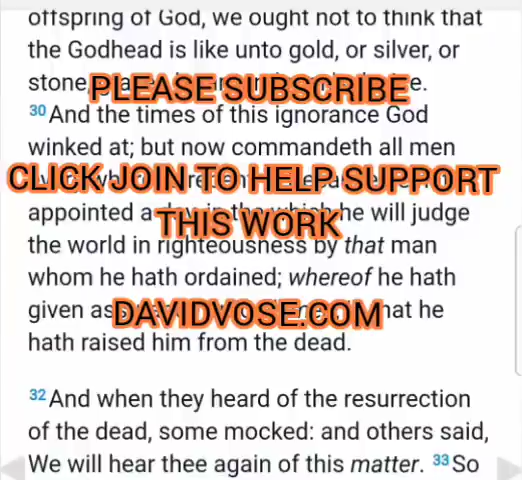 offspring of God, we ought not to think that
the Godhead is like unto gold, or silver, or
stone, e.
PLEASE SUBSCRIBE
30 And the times of this ignorance God
winked at; but now commandeth all men
CLICK JOIN TO HELP SUPPORT
appointed a he will judge
THIS WORK
the world in righteousness by that man
whom he hath ordained; whereof he hath
given as hat he
DAVIDVOSE.COM
hath raised him from the dead.
32 And when they heard of the resurrection
of the dead, some mocked: and others said,
We will hear thee again of this matter. 33 So